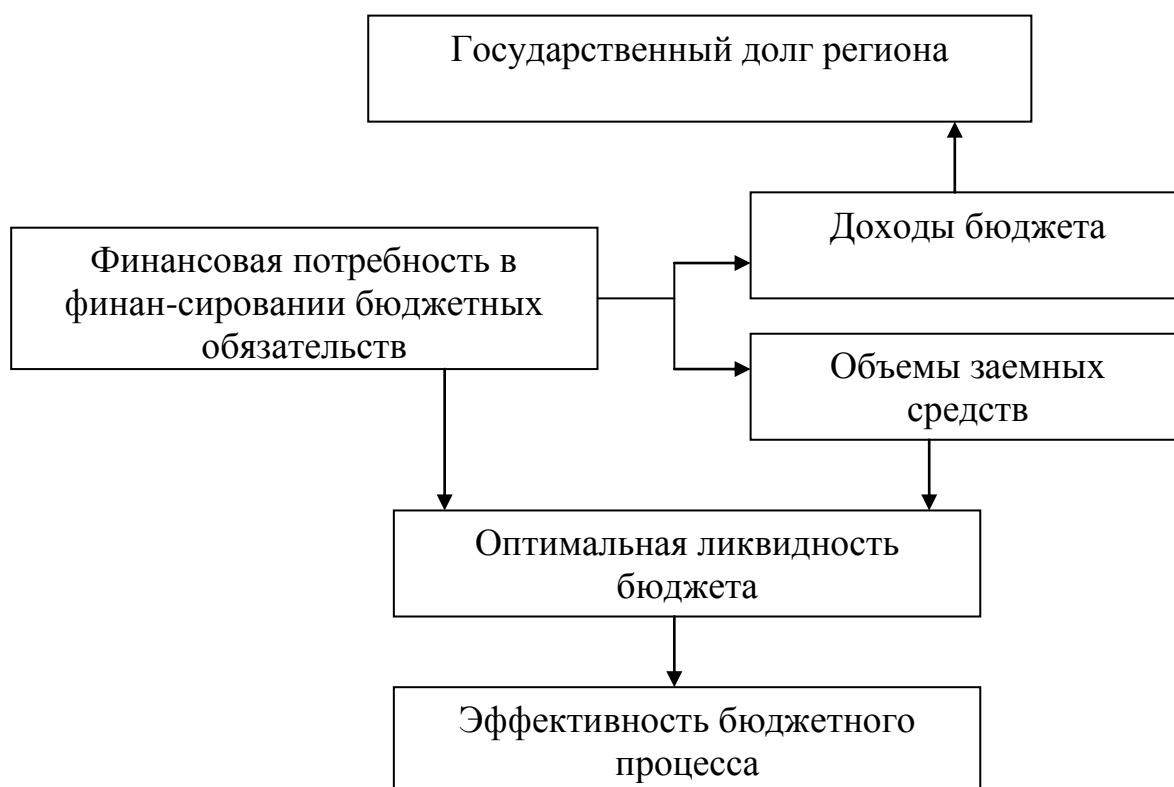 Государственный долг региона
Доходы бюджета
Финансовая потребность в
финан-сировании бюджетных
обязательств
Объемы заемных
средств
Оптимальная ликвидность
бюджета
Эффективность бюджетного
процесса